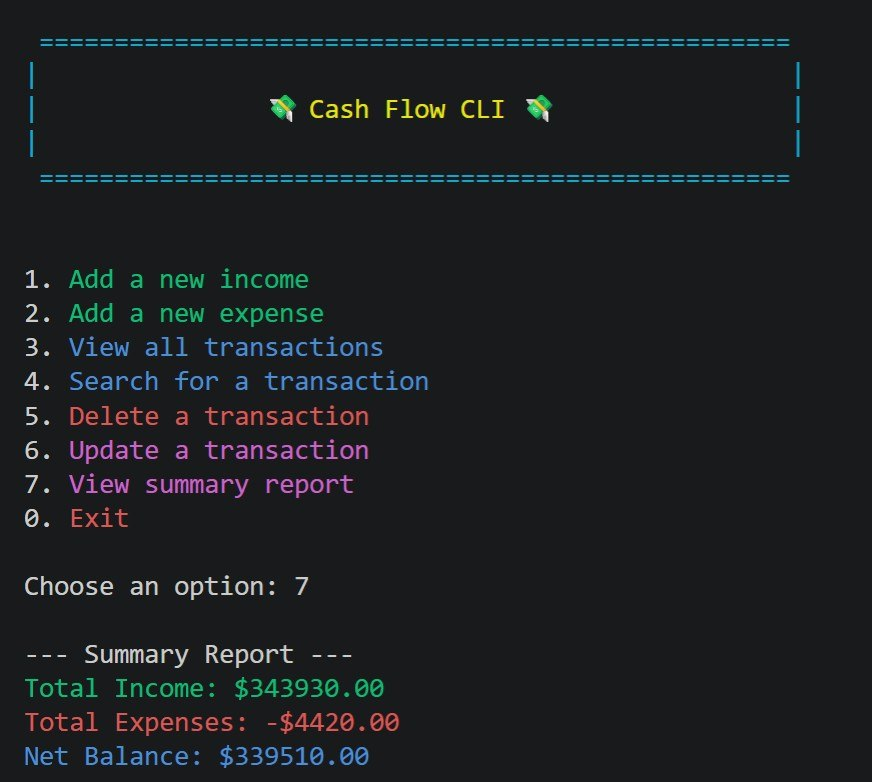 ==================================================
|                                                  |
|                💸 Cash Flow CLI 💸                |
|                                                  |
==================================================
1. Add a new income
2. Add a new expense
3. View all transactions
4. Search for a transaction
5. Delete a transaction
6. Update a transaction
7. View summary report
0. Exit
Choose an option: 7
--- Summary Report ---
Total Income: $343930.00
Total Expenses: -$4420.00
Net Balance: $339510.00